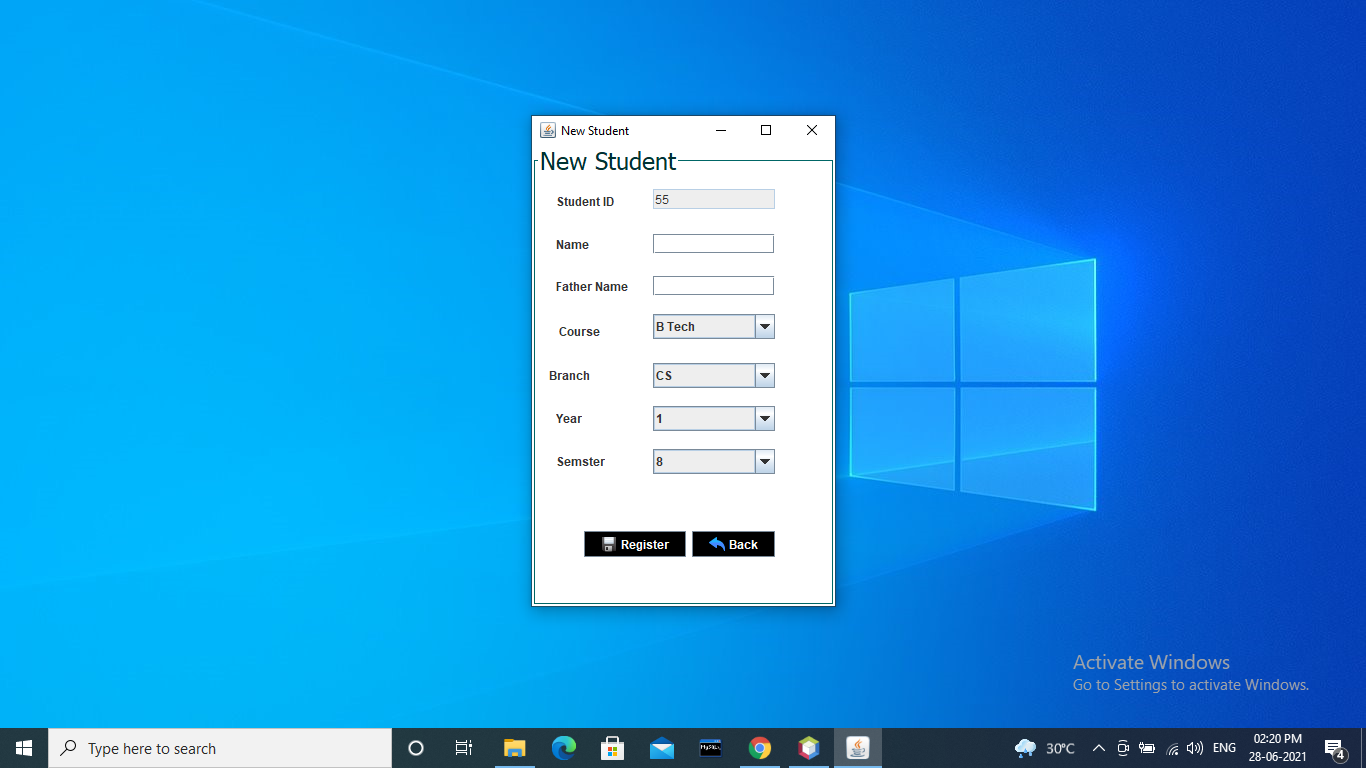 New Student
New Student
Student ID 55
Name
Father Name
Course B Tech
Branch CS
Year 1
Semster 8
Register Back
Activate Windows
Go to Settings to activate Windows.
Type here to search MySQL 30°C ENG 02:20 PM
28-06-2021 4